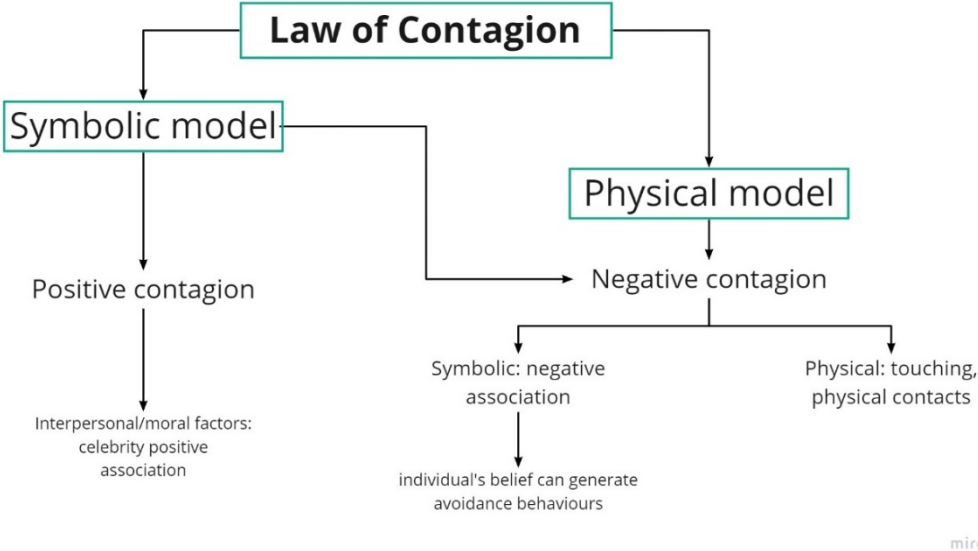 Law of Contagion
Symbolic model
Physical model
Positive contagion
Negative contagion
Symbolic: negative
association
Physical: touching,
physical contacts
Interpersonal/moral factors:
celebrity positive
association
individual's belief can generate
avoidance behaviours